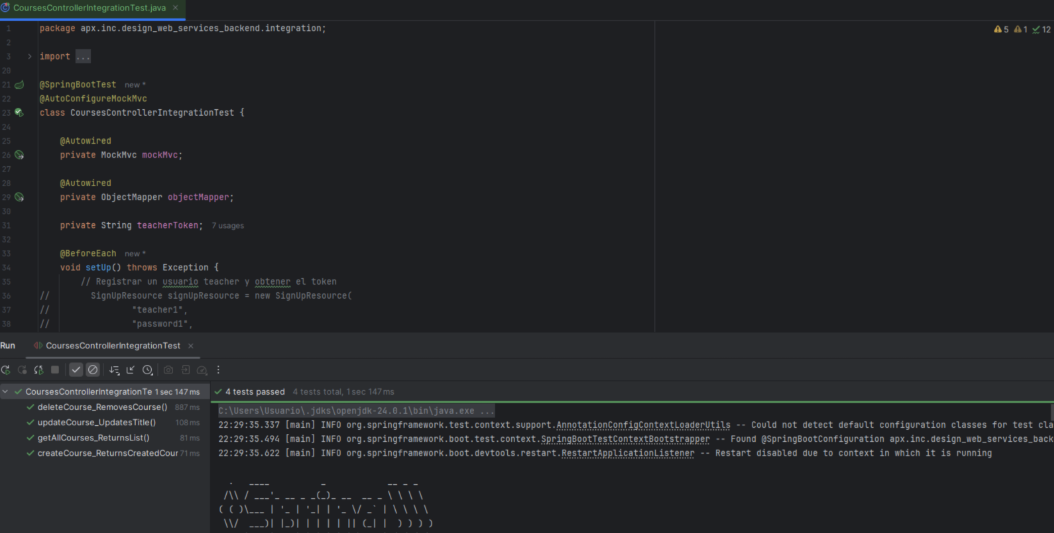 CoursesControllerIntegrationTest.java ×
1 package apx.inc.design_web_services_backend.integration;
5 1 12
2
3 import ...
20
21 @SpringBootTest new *
22 @AutoConfigureMockMvc
23 class CoursesControllerIntegrationTest {
24
25 @Autowired
26 private MockMvc mockMvc;
27
28 @Autowired
29 private ObjectMapper objectMapper;
30
31 private String teacherToken; 7 usages
32
33 @BeforeEach new *
34 void setUp() throws Exception {
35 // Registrar un usuario teacher y obtener el token
36 // SignUpResource signUpResource = new SignUpResource(
37 // "teacher1",
38 // "password1",
Run CoursesControllerIntegrationTest ×
CoursesControllerIntegrationTe 1 sec 147 ms
deleteCourse_RemovesCourse() 887 ms
updateCourse_UpdatesTitle() 108 ms
getAllCourses_ReturnsList() 81 ms
createCourse_ReturnsCreatedCour 71 ms
4 tests passed 4 tests total, 1 sec 147 ms
C:\Users\Usuario\.jdks\openjdk-24.0.1\bin\java.exe ...
22:29:35.337 [main] INFO org.springframework.test.context.support.AnnotationConfigContextLoaderUtils -- Could not detect default configuration classes for test cla
22:29:35.494 [main] INFO org.springframework.boot.test.context.SpringBootTestContextBootstrapper -- Found @SpringBootConfiguration apx.inc.design_web_services_back
22:29:35.622 [main] INFO org.springframework.boot.devtools.restart.RestartApplicationListener -- Restart disabled due to context in which it is running